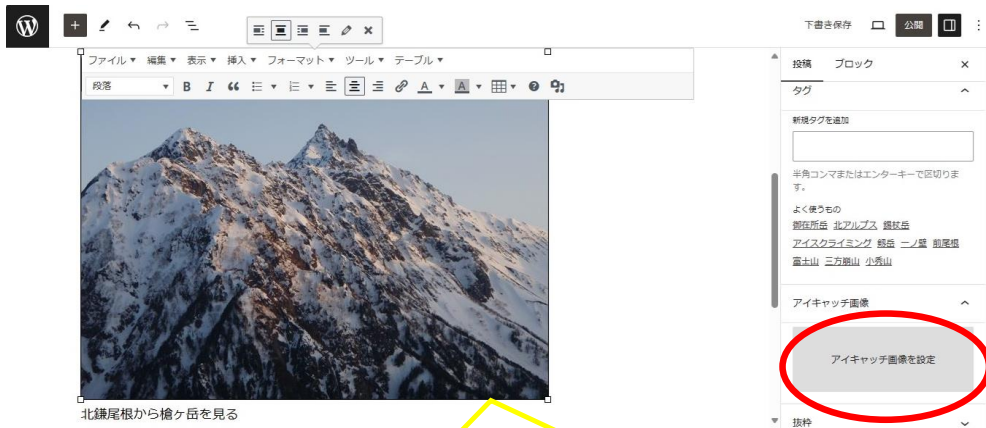 下書き保存 公開
ファイル 編集 表示 挿入 フォーマット ツール テーブル
段落 B I A A
投稿 ブロック
タグ
新規タグを追加
半角コンマまたはエンターキーで区切りま
す。
よく使うもの
御在所岳 北アルプス 錫杖岳
アイスクライミング 剱岳 一ノ壁 前尾根
富士山 三方崩山 小秀山
アイキャッチ画像
アイキャッチ画像を設定
北鎌尾根から槍ヶ岳を見る
抜粋